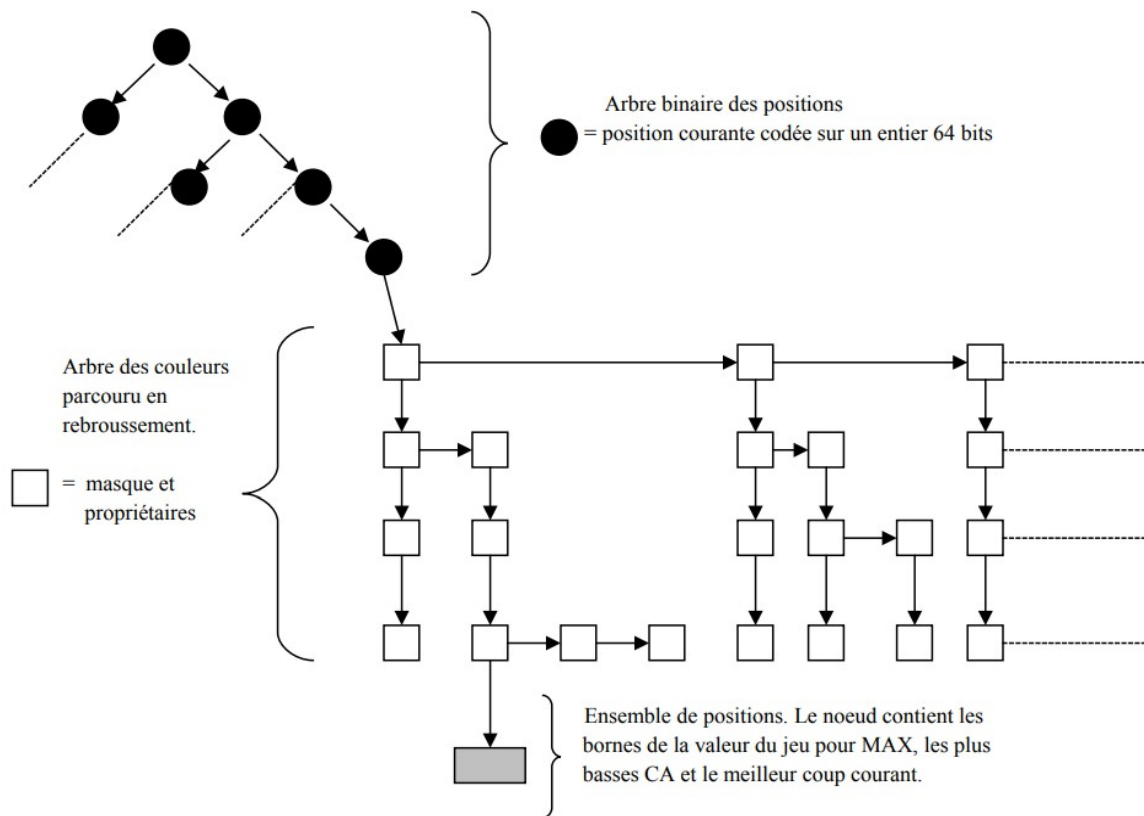 Arbre binaire des positions
= position courante codée sur un entier 64 bits
Arbre des couleurs
parcouru en
rebroussement.
= masque et
propriétaires
Ensemble de positions. Le noeud contient les
bornes de la valeur du jeu pour MAX, les plus
basses CA et le meilleur coup courant.